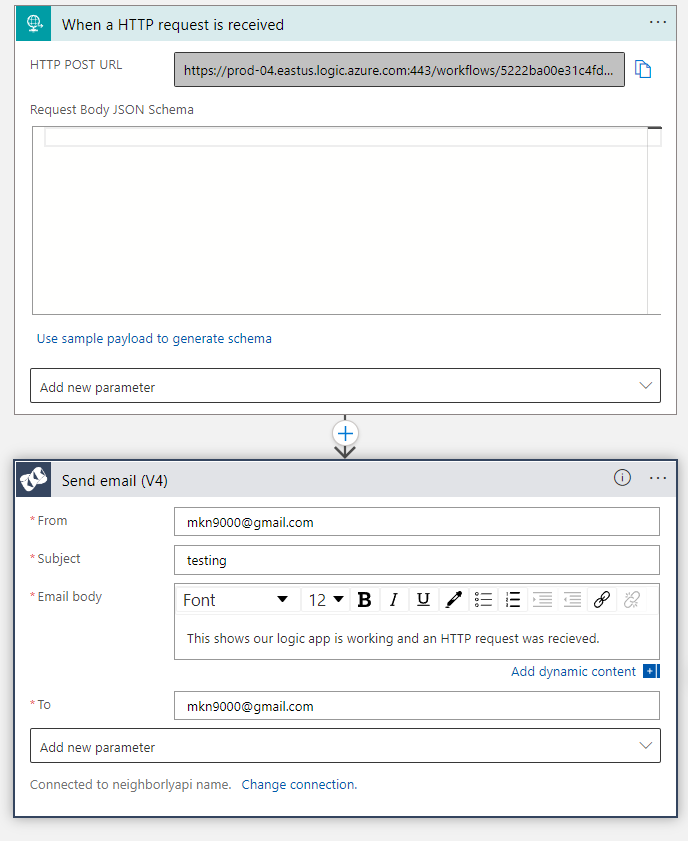 When a HTTP request is received
HTTP POST URL
https://prod-04.eastus.logic.azure.com:443/workflows/5222ba00e31c4fd...
Request Body JSON Schema
Use sample payload to generate schema
Add new parameter
Send email (V4)
* From
mkn9000@gmail.com
* Subject
testing
* Email body
Font 12 B I U
This shows our logic app is working and an HTTP request was recieved.
Add dynamic content
* To
mkn9000@gmail.com
Add new parameter
Connected to neighborlyapi name. Change connection.